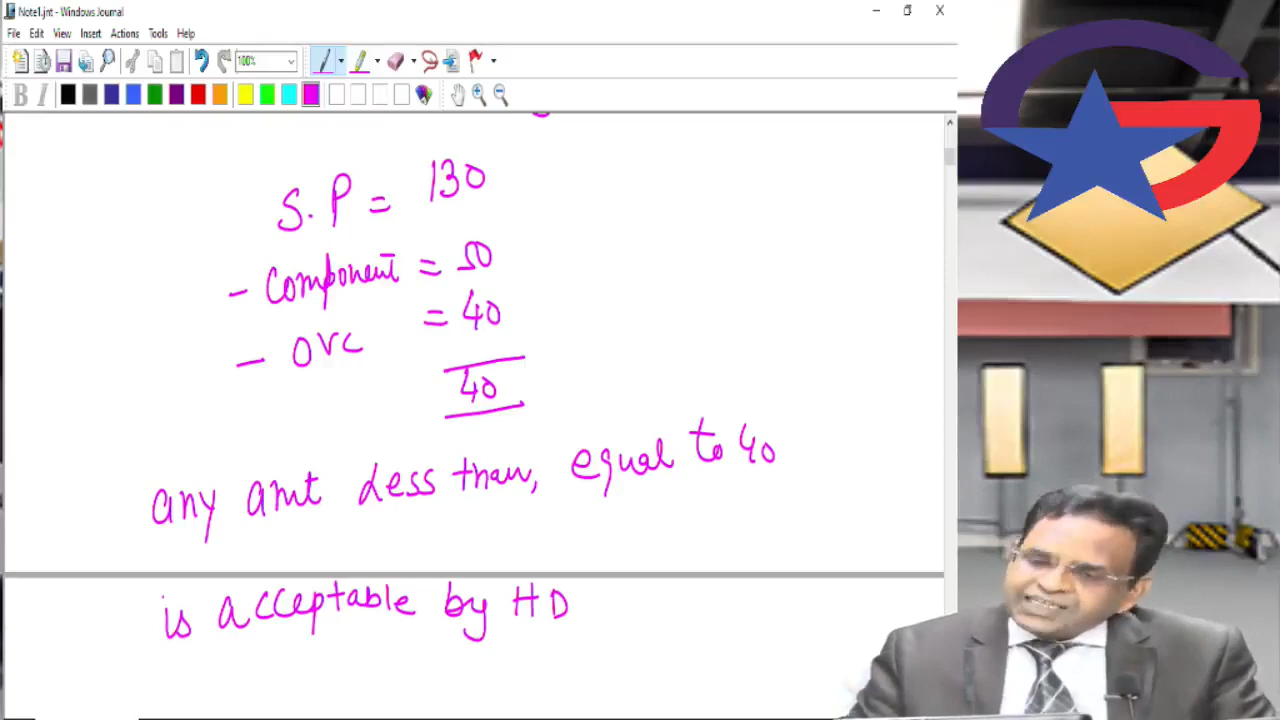 Note1.jnt - Windows Journal
File Edit View Insert Actions Tools Help
100%
B I
S.P = 130
- Component = 50
- OVC = 40
40
any amt less than, equal to 40
is acceptable by HD